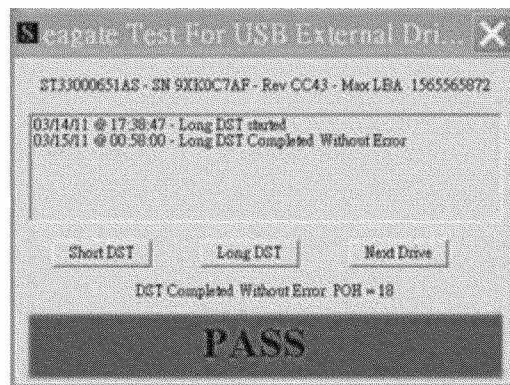 Seagate Test For USB External Dri...
ST33000651AS - SN 9XK0C7AF - Rev CC43 - Max LBA 1565565872
03/14/11 @ 17:38:47 - Long DST started
03/15/11 @ 00:58:00 - Long DST Completed Without Error
Short DST Long DST Next Drive
DST Completed Without Error POH = 18
PASS